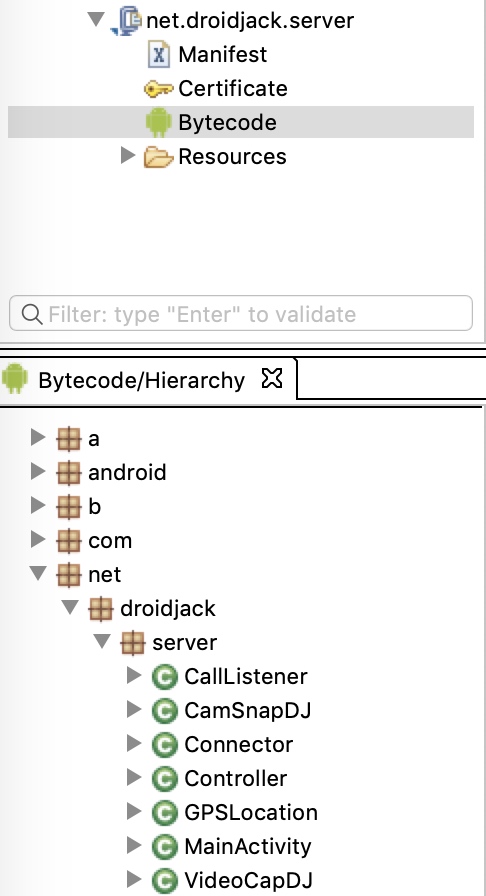 net.droidjack.server
Manifest
Certificate
Bytecode
Resources
Filter: type "Enter" to validate
Bytecode/Hierarchy
a
android
b
com
net
droidjack
server
CallListener
CamSnapDJ
Connector
Controller
GPSLocation
MainActivity
VideoCapDJ